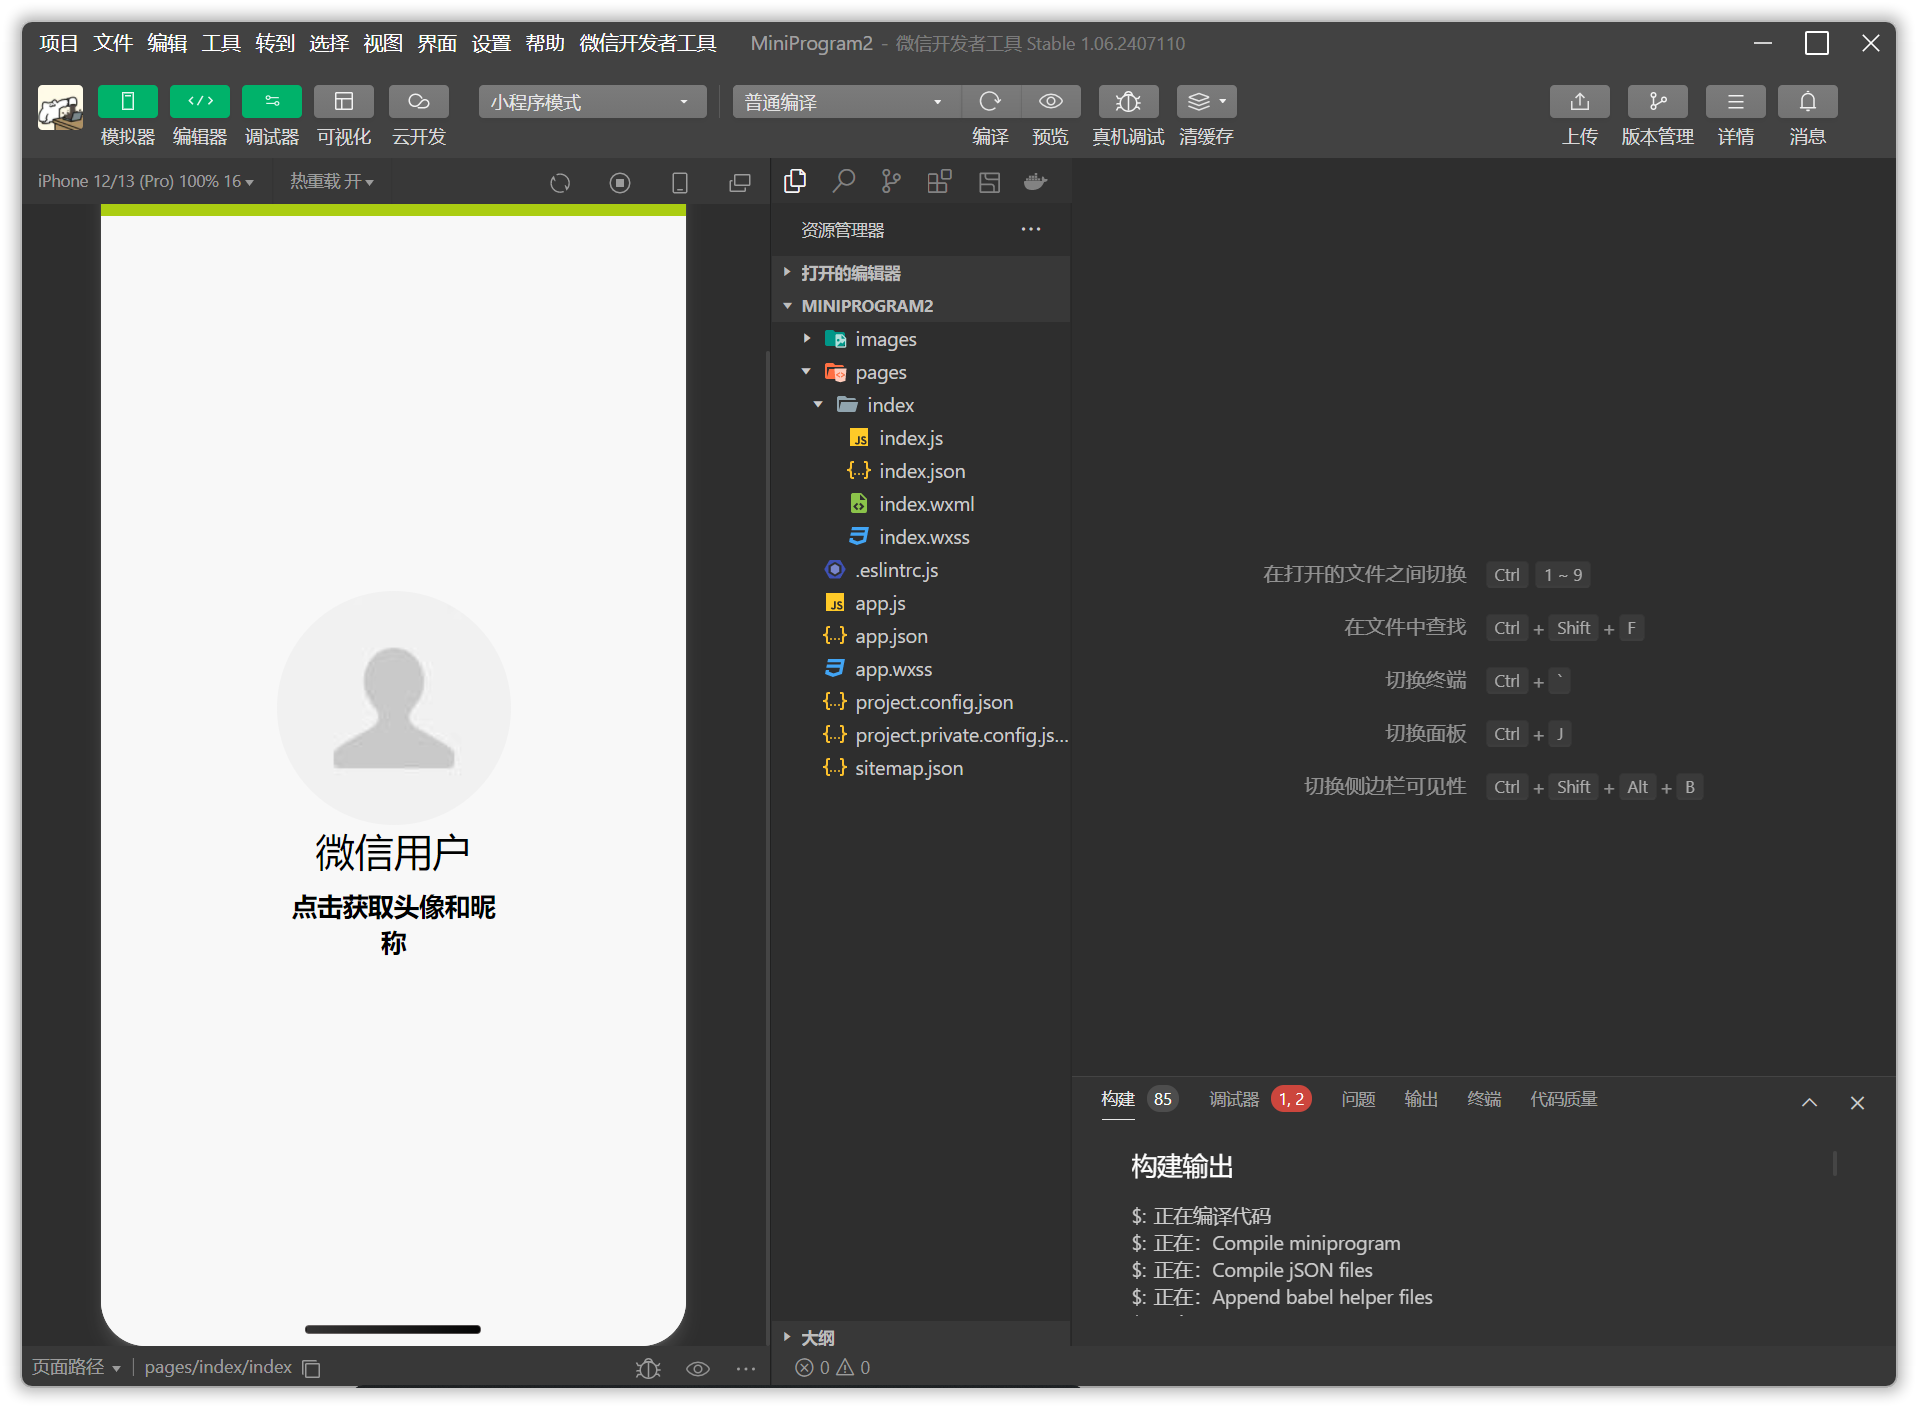 项目 文件 编辑 工具 转到 选择 视图 界面 设置 帮助 微信开发者工具 MiniProgram2 - 微信开发者工具 Stable 1.06.2407110
小程序模式 普通编译
模拟器 编辑器 调试器 可视化 云开发 编译 预览 真机调试 清缓存 上传 版本管理 详情 消息
iPhone 12/13 (Pro) 100% 16 热重载 开
微信用户
点击获取头像和昵
称
页面路径 pages/index/index
资源管理器
打开的编辑器
MINIPROGRAM2
images
pages
index
index.js
index.json
index.wxml
index.wxss
.eslintrc.js
app.js
app.json
app.wxss
project.config.json
project.private.config.js...
sitemap.json
大纲
0 0
在打开的文件之间切换 Ctrl 1 ~ 9
在文件中查找 Ctrl + Shift + F
切换终端 Ctrl + `
切换面板 Ctrl + J
切换侧边栏可见性 Ctrl + Shift + Alt + B
构建 85 调试器 1, 2 问题 输出 终端 代码质量
构建输出
$: 正在编译代码
$: 正在：Compile miniprogram
$: 正在：Compile jSON files
$: 正在：Append babel helper files